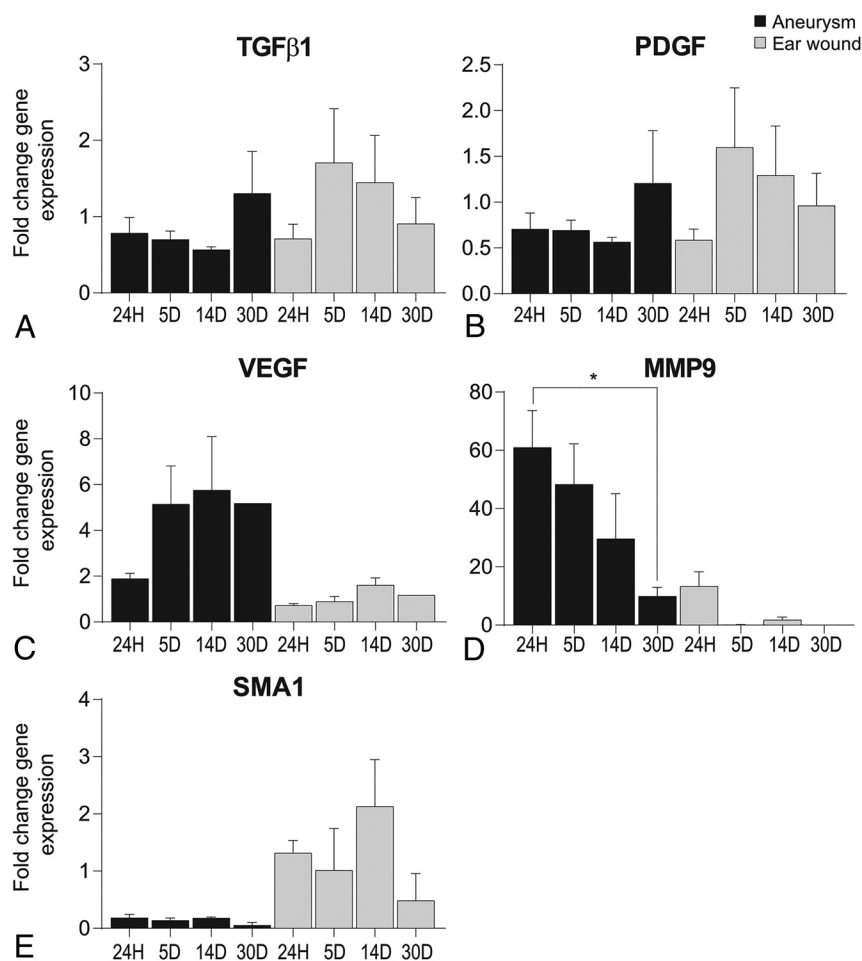 Aneurysm
Ear wound
TGFβ1
Fold change gene
expression
3
2
1
0
24H 5D 14D 30D 24H 5D 14D 30D
A
PDGF
2.5
2.0
1.5
1.0
0.5
0.0
24H 5D 14D 30D 24H 5D 14D 30D
B
VEGF
Fold change gene
expression
10
8
6
4
2
0
24H 5D 14D 30D 24H 5D 14D 30D
C
MMP9
*
80
60
40
20
0
24H 5D 14D 30D 24H 5D 14D 30D
D
SMA1
Fold change gene
expression
4
3
2
1
0
24H 5D 14D 30D 24H 5D 14D 30D
E